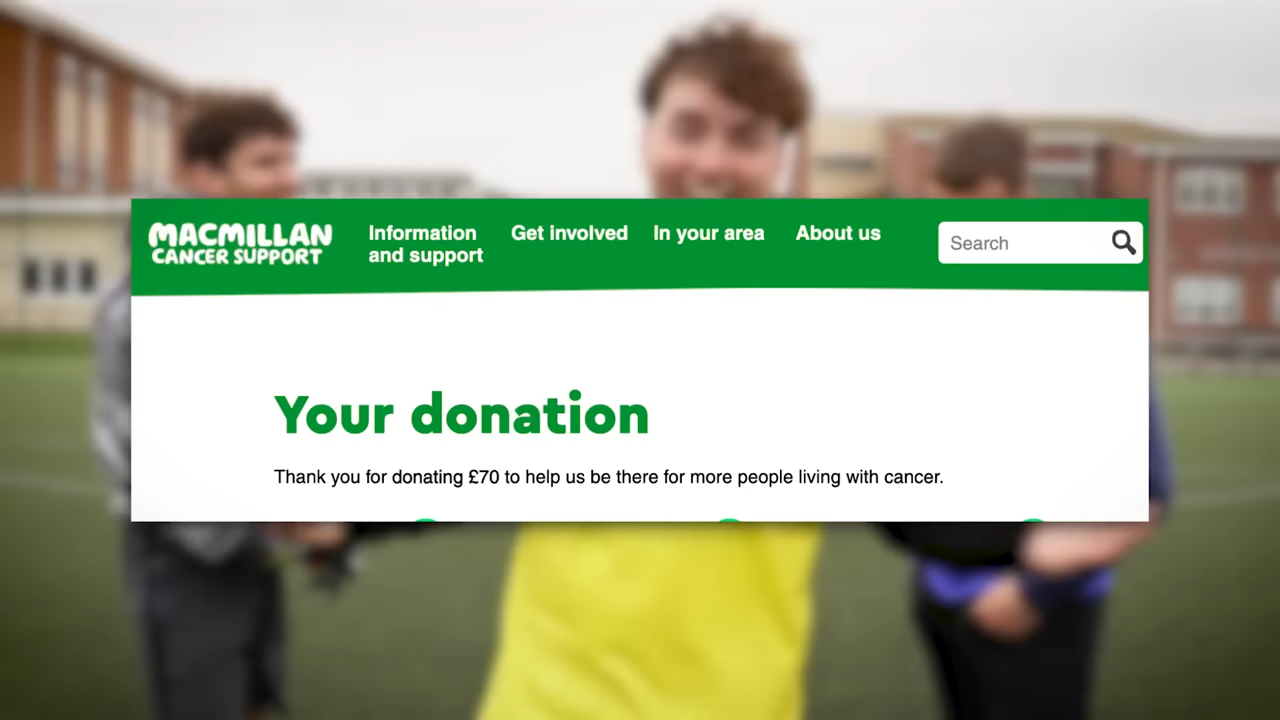 MACMILLAN
CANCER SUPPORT
Information
and support
Get involved
In your area
About us
Search
Your donation
Thank you for donating £70 to help us be there for more people living with cancer.